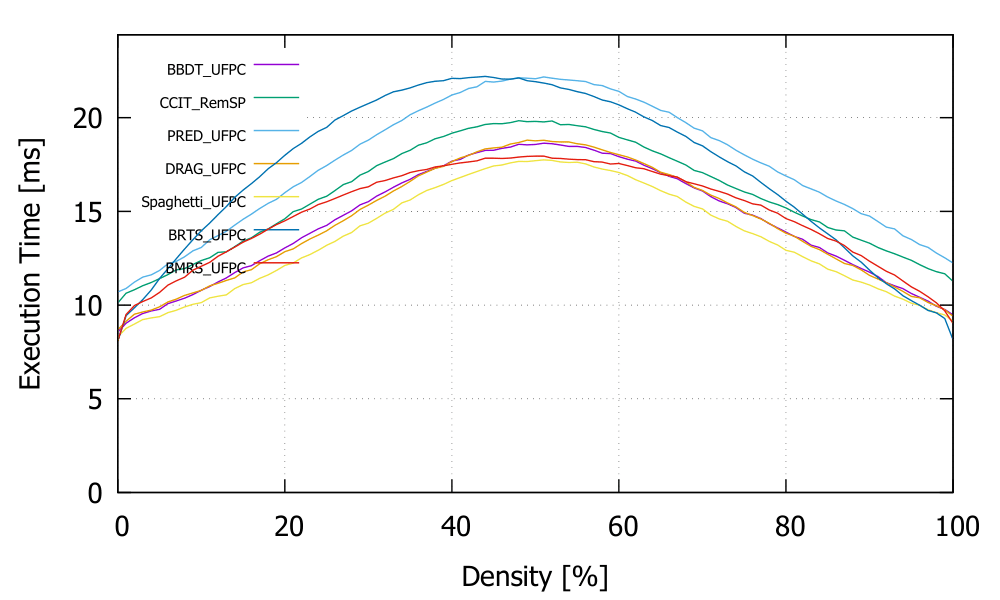 BBDT_UFPC
CCIT_RemSP
PRED_UFPC
DRAG_UFPC
Spaghetti_UFPC
BRTS_UFPC
BMRS_UFPC
Execution Time [ms]
20
15
10
5
0
0 20 40 60 80 100
Density [%]